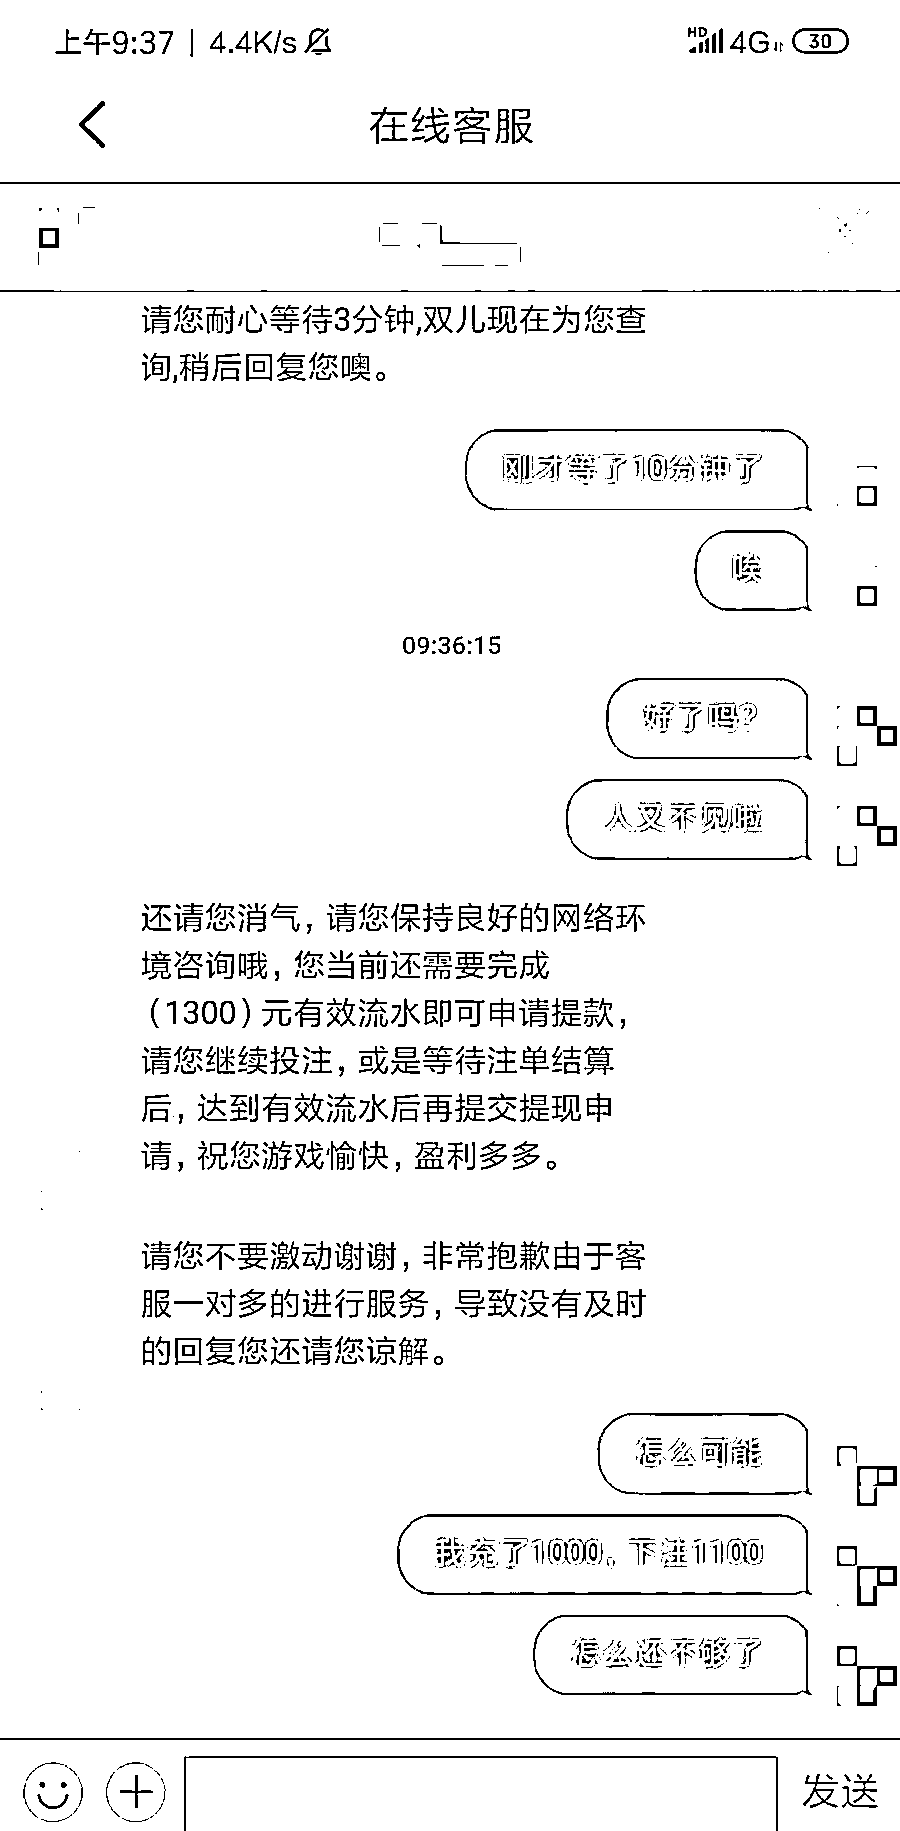 上午9:37 | 4.4K/s
HD 4G 30
在线客服
请您耐心等待3分钟,双儿现在为您查
询,稍后回复您噢。
刚才等了10分钟了
唉
09:36:15
好了吗?
人又不见啦
还请您消气，请您保持良好的网络环
境咨询哦，您当前还需要完成
（1300）元有效流水即可申请提款，
请您继续投注，或是等待注单结算
后，达到有效流水后再提交提现申
请，祝您游戏愉快，盈利多多。
请您不要激动谢谢，非常抱歉由于客
服一对多的进行服务，导致没有及时
的回复您还请您谅解。
怎么可能
我充了1000。下注1100
怎么还不够了
发送